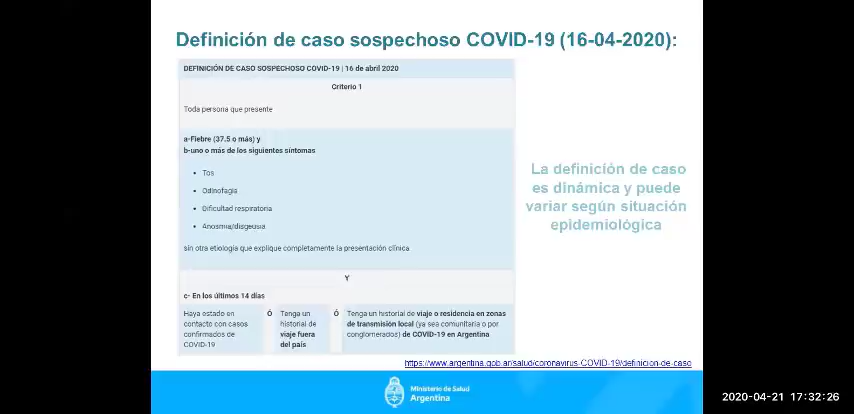 Definición de caso sospechoso COVID-19 (16-04-2020):
DEFINICIÓN DE CASO SOSPECHOSO COVID-19 | 16 de abril 2020
Criterio 1
Toda persona que presente
a-Fiebre (37.5 o más) y
b-uno o más de los siguientes síntomas
• Tos
• Odinofagia
• Dificultad respiratoria
• Anosmia/disgeusia
sin otra etiología que explique completamente la presentación clínica
Y
c- En los últimos 14 días
Haya estado en
contacto con casos
confirmados de
COVID-19
Ó
Tenga un
historial de
viaje fuera
del país
Ó
Tenga un historial de viaje o residencia en zonas
de transmisión local (ya sea comunitaria o por
conglomerados) de COVID-19 en Argentina
La definición de caso
es dinámica y puede
variar según situación
epidemiológica
https://www.argentina.gob.ar/salud/coronavirus-COVID-19/definicion-de-caso
Ministerio de Salud
Argentina
2020-04-21 17:32:26